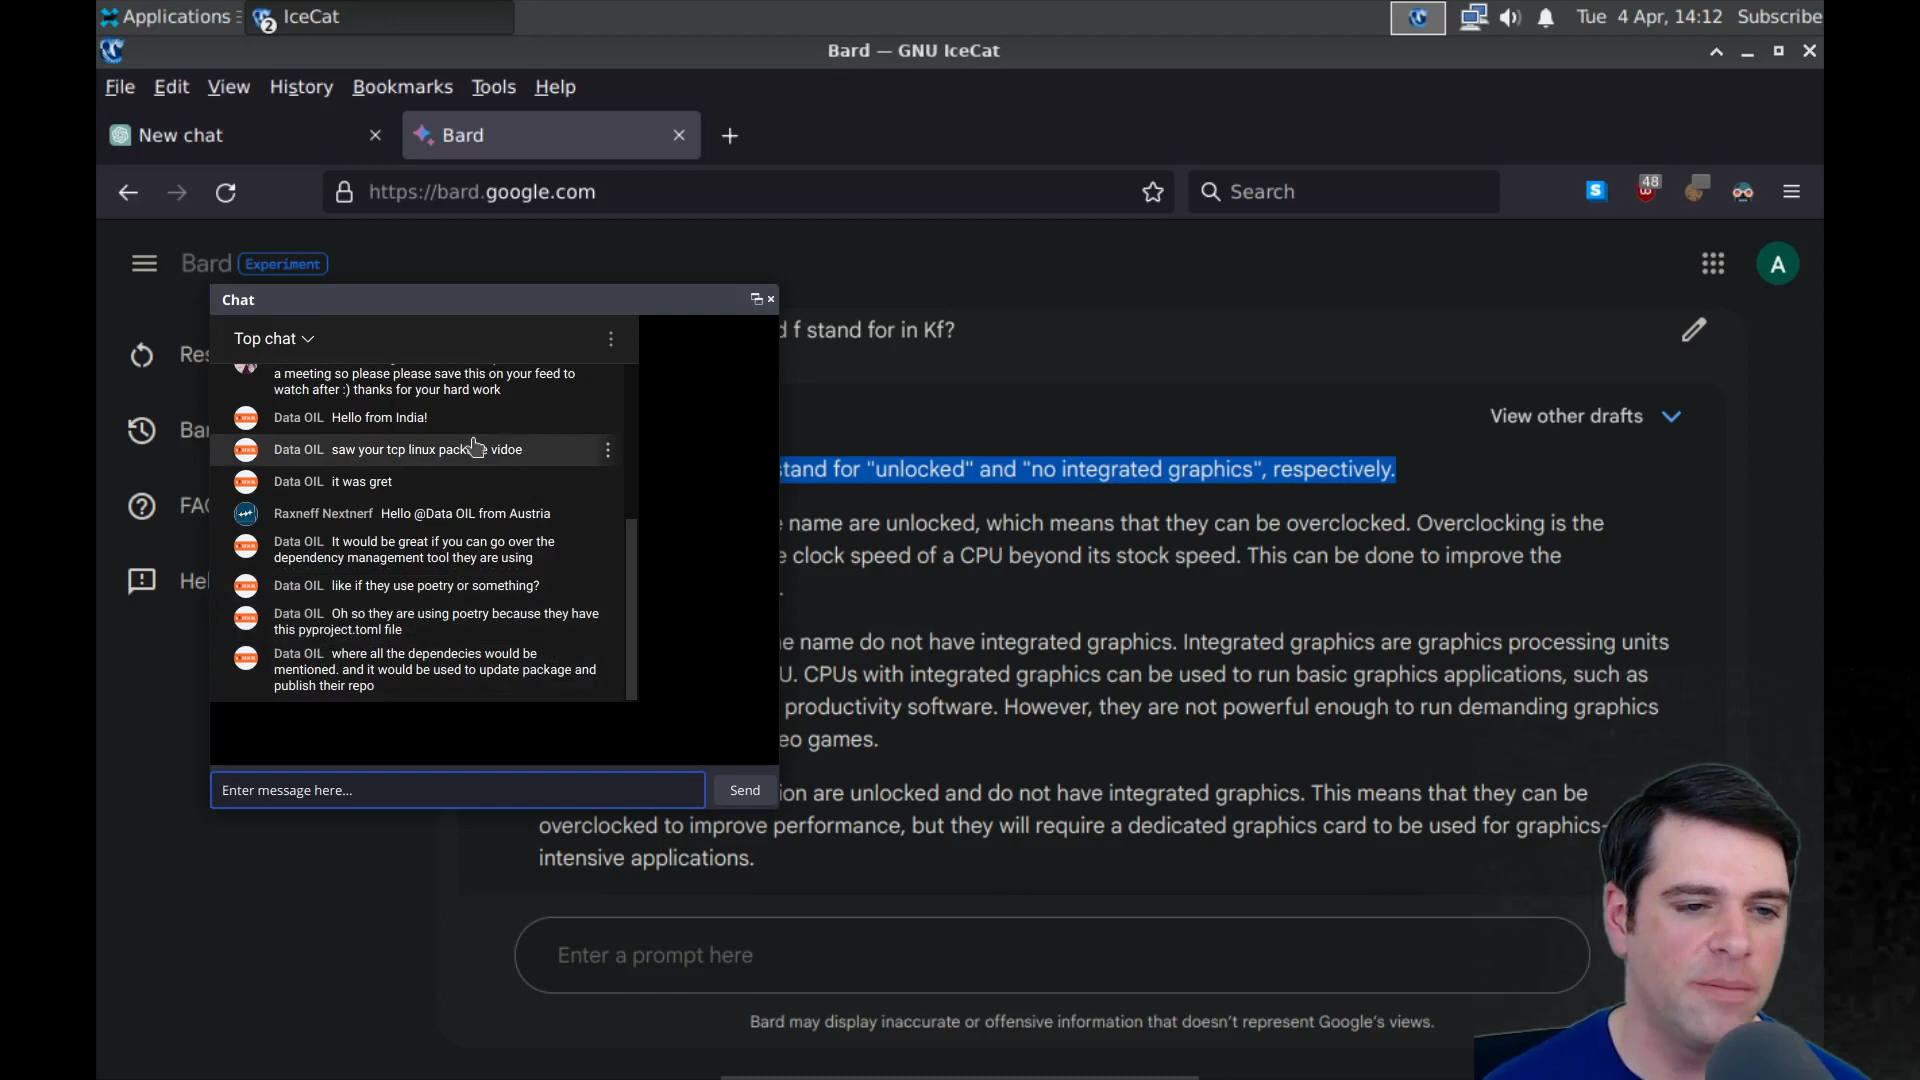 Applications
2
IceCat
Tue 4 Apr, 14:12
Subscribe
Bard — GNU IceCat
File Edit View History Bookmarks Tools Help
New chat
Bard
https://bard.google.com
Search
S
48
Bard
Experiment
A
Chat
Top chat
d f stand for in Kf?
a meeting so please please save this on your feed to
watch after :) thanks for your hard work
Data OIL Hello from India!
Data OIL saw your tcp linux vidoe
Data OIL it was gret
Raxneff Nextnerf Hello @Data OIL from Austria
Data OIL It would be great if you can go over the
dependency management tool they are using
Data OIL like if they use poetry or something?
Data OIL Oh so they are using poetry because they have
this pyproject.toml file
Data OIL where all the dependecies would be
mentioned. and it would be used to update package and
publish their repo
Enter message here...
Send
Res
Bar
FAQ
Hel
View other drafts
stand for "unlocked" and "no integrated graphics", respectively.
e name are unlocked, which means that they can be overclocked. Overclocking is the
e clock speed of a CPU beyond its stock speed. This can be done to improve the
.
e name do not have integrated graphics. Integrated graphics are graphics processing units
U. CPUs with integrated graphics can be used to run basic graphics applications, such as
productivity software. However, they are not powerful enough to run demanding graphics
eo games.
ion are unlocked and do not have integrated graphics. This means that they can be
overclocked to improve performance, but they will require a dedicated graphics card to be used for graphics-
intensive applications.
Enter a prompt here
Bard may display inaccurate or offensive information that doesn't represent Google's views.